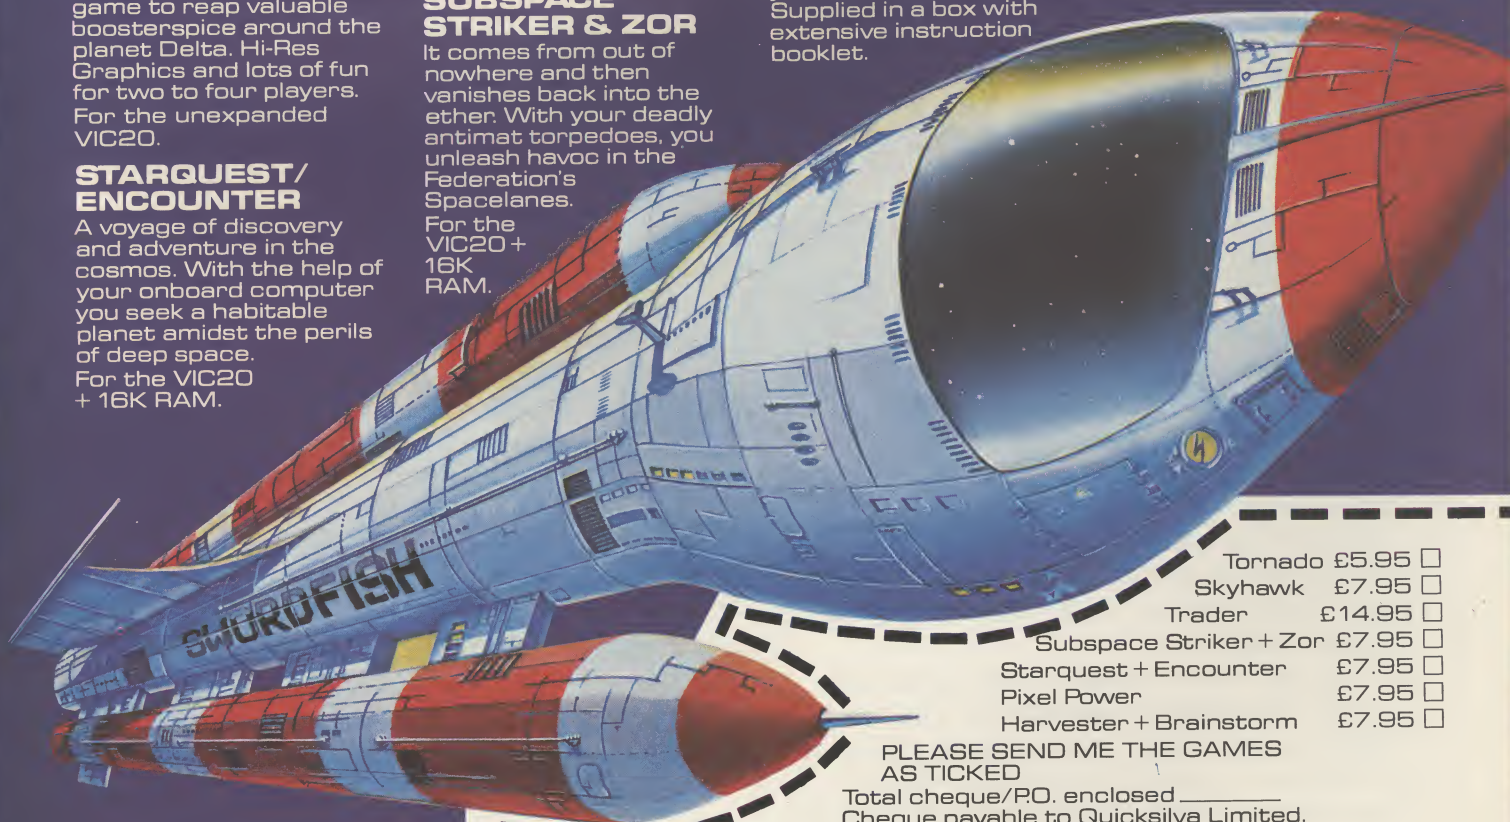 game to reap valuable
boosterspice around the
planet Delta. Hi-Res
Graphics and lots of fun
for two to four players.
For the unexpanded
VIC20.
STARQUEST/
ENCOUNTER
A voyage of discovery
and adventure in the
cosmos. With the help of
your onboard computer
you seek a habitable
planet amidst the perils
of deep space.
For the VIC20
+ 16K RAM.
SUBSPACE
STRIKER & ZOR
It comes from out of
nowhere and then
vanishes back into the
ether. With your deadly
antimat torpedoes, you
unleash havoc in the
Federation's
Spacelanes.
For the
VIC20+
16K
RAM.
Supplied in a box with
extensive instruction
booklet.
SWORDFISH
Tornado £5.95 □
Skyhawk £7.95 □
Trader £14.95 □
Subspace Striker + Zor £7.95 □
Starquest + Encounter £7.95 □
Pixel Power £7.95 □
Harvester + Brainstorm £7.95 □
PLEASE SEND ME THE GAMES
AS TICKED
Total cheque/P.O. enclosed ________
Cheque payable to Quicksilva Limited.